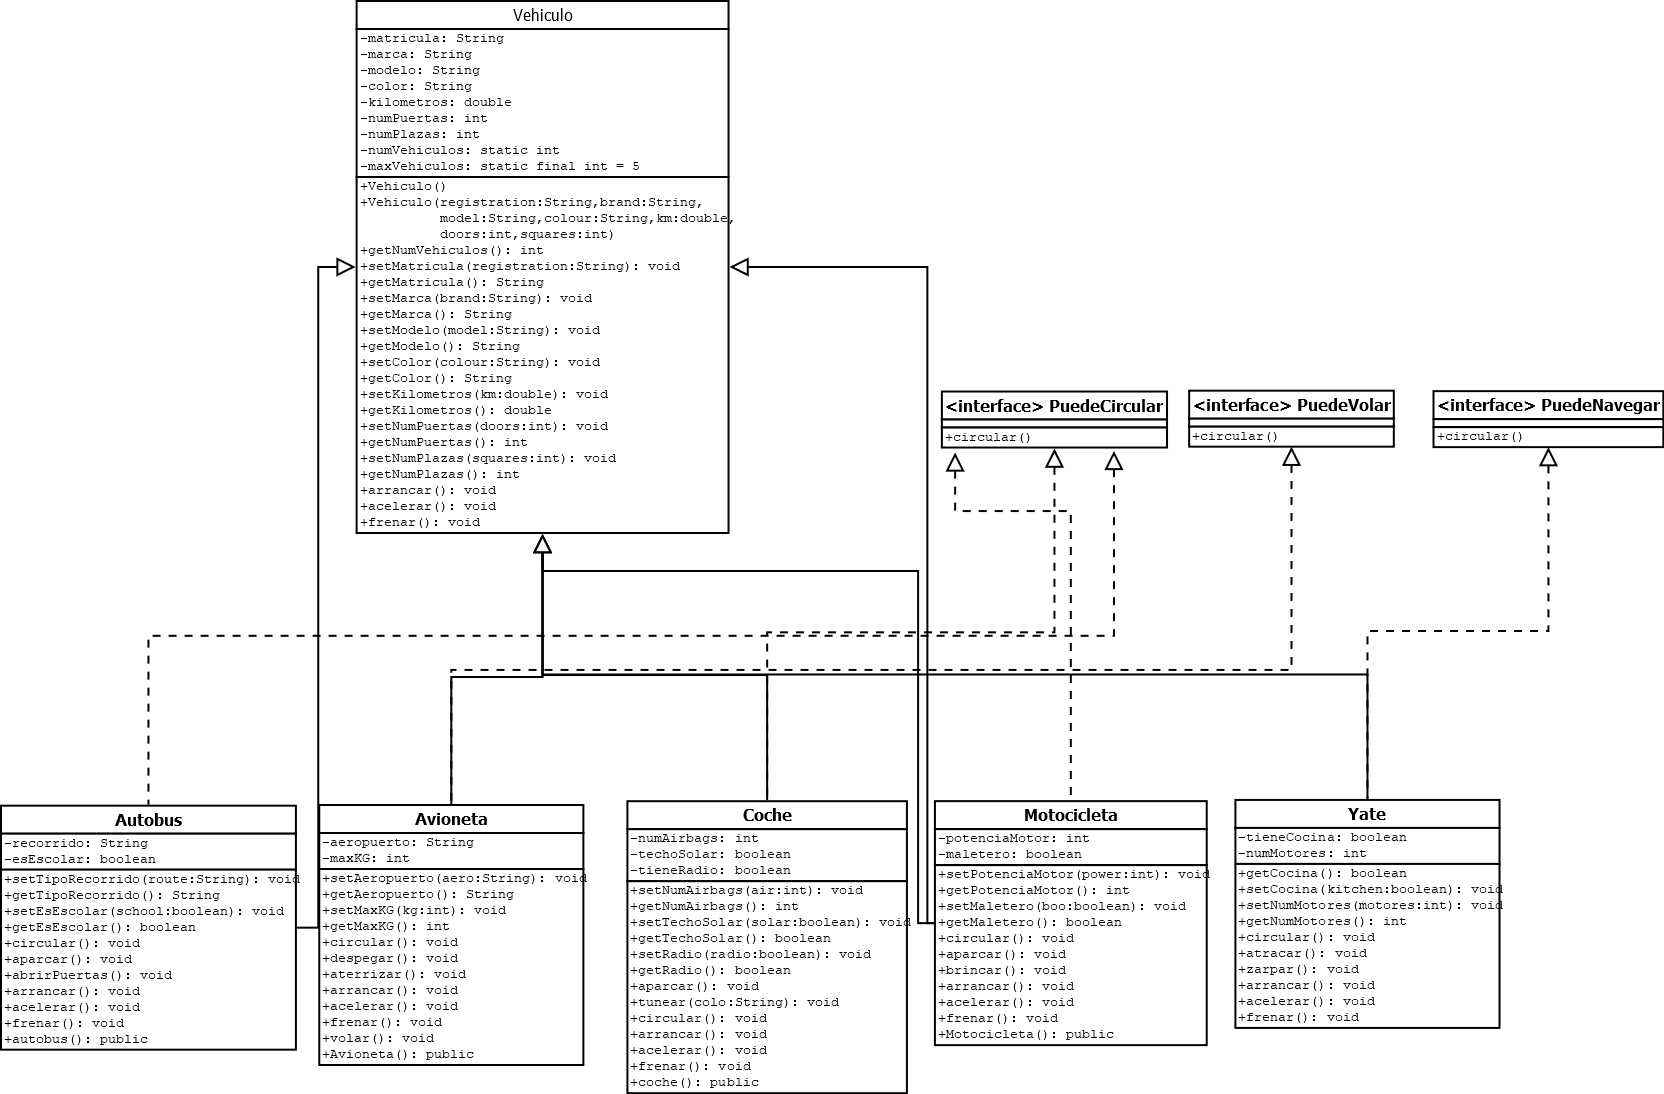 Vehiculo
-matricula: String
-marca: String
-modelo: String
-color: String
-kilometros: double
-numPuertas: int
-numPlazas: int
-numVehiculos: static int
-maxVehiculos: static final int = 5
+Vehiculo()
+Vehiculo(registration:String,brand:String,
model:String,colour:String,km:double,
doors:int,squares:int)
+getNumVehiculos(): int
+setMatricula(registration:String): void
+getMatricula(): String
+setMarca(brand:String): void
+getMarca(): String
+setModelo(model:String): void
+getModelo(): String
+setColor(colour:String): void
+getColor(): String
+setKilometros(km:double): void
+getKilometros(): double
+setNumPuertas(doors:int): void
+getNumPuertas(): int
+setNumPlazas(squares:int): void
+getNumPlazas(): int
+arrancar(): void
+acelerar(): void
+frenar(): void
<interface> PuedeCircular
+circular()
<interface> PuedeVolar
+circular()
<interface> PuedeNavegar
+circular()
Autobus
-recorrido: String
-esEscolar: boolean
+setTipoRecorrido(route:String): void
+getTipoRecorrido(): String
+setEsEscolar(school:boolean): void
+getEsEscolar(): boolean
+circular(): void
+aparcar(): void
+abrirPuertas(): void
+arrancar(): void
+acelerar(): void
+frenar(): void
+autobus(): public
Avioneta
-aeropuerto: String
-maxKG: int
+setAeropuerto(aero:String): void
+getAeropuerto(): String
+setMaxKG(kg:int): void
+getMaxKG(): int
+circular(): void
+despegar(): void
+aterrizar(): void
+arrancar(): void
+acelerar(): void
+frenar(): void
+volar(): void
+Avioneta(): public
Coche
-numAirbags: int
-techoSolar: boolean
-tieneRadio: boolean
+setNumAirbags(air:int): void
+getNumAirbags(): int
+setTechoSolar(solar:boolean): void
+getTechoSolar(): boolean
+setRadio(radio:boolean): void
+getRadio(): boolean
+aparcar(): void
+tunear(colo:String): void
+circular(): void
+arrancar(): void
+acelerar(): void
+frenar(): void
+coche(): public
Motocicleta
-potenciaMotor: int
-maletero: boolean
+setPotenciaMotor(power:int): void
+getPotenciaMotor(): int
+setMaletero(boo:boolean): void
+getMaletero(): boolean
+circular(): void
+aparcar(): void
+brincar(): void
+arrancar(): void
+acelerar(): void
+frenar(): void
+Motocicleta(): public
Yate
-tieneCocina: boolean
-numMotores: int
+getCocina(): boolean
+setCocina(kitchen:boolean): void
+setNumMotores(motores:int): void
+getNumMotores(): int
+circular(): void
+atracar(): void
+zarpar(): void
+arrancar(): void
+acelerar(): void
+frenar(): void